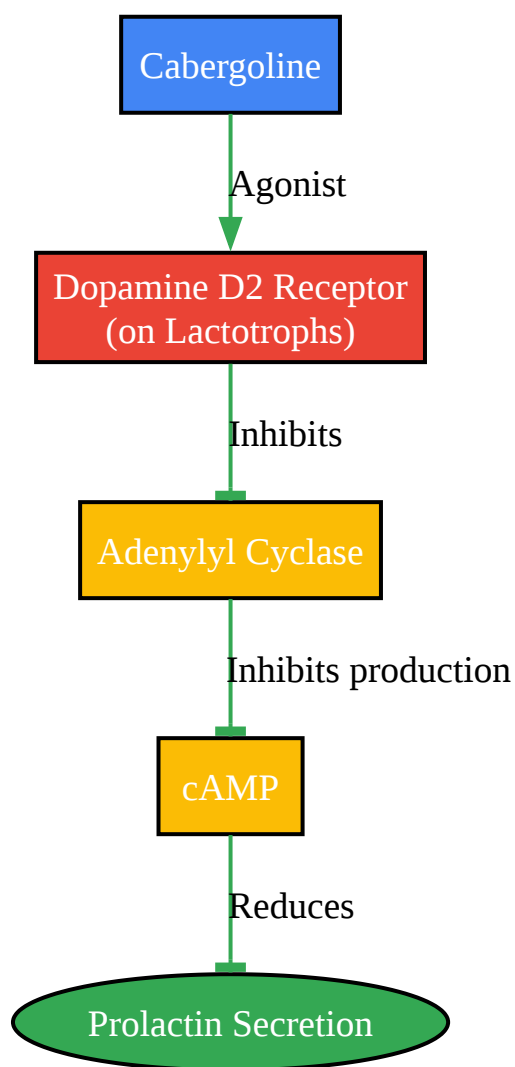 Cabergoline
Agonist
Dopamine D2 Receptor
(on Lactotrophs)
Inhibits
Adenylyl Cyclase
Inhibits production
cAMP
Reduces
Prolactin Secretion